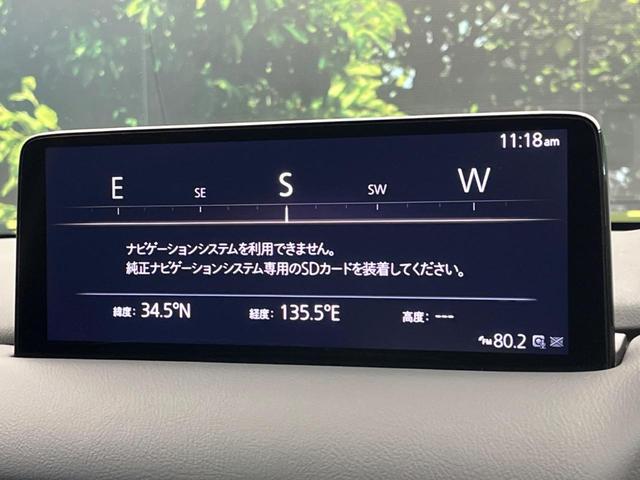 11:18am
E SE S SW W
ナビゲーションシステムを利用できません。
純正ナビゲーションシステム専用のSDカードを装着してください。
緯度: 34.5°N 経度: 135.5°E 高度: ---
FM 80.2